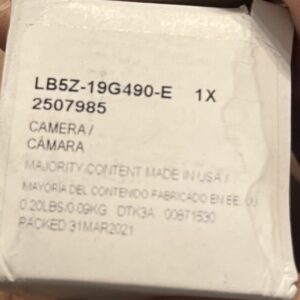 LB5Z-19G490-E 1X
2507985
CAMERA /
CÁMARA
MAJORITY CONTENT MADE IN USA /
MAYORÍA DEL CONTENIDO FABRICADO EN EE. UU
0.20LBS/0.09KG DTK3A 00871530
PACKED 31MAR2021